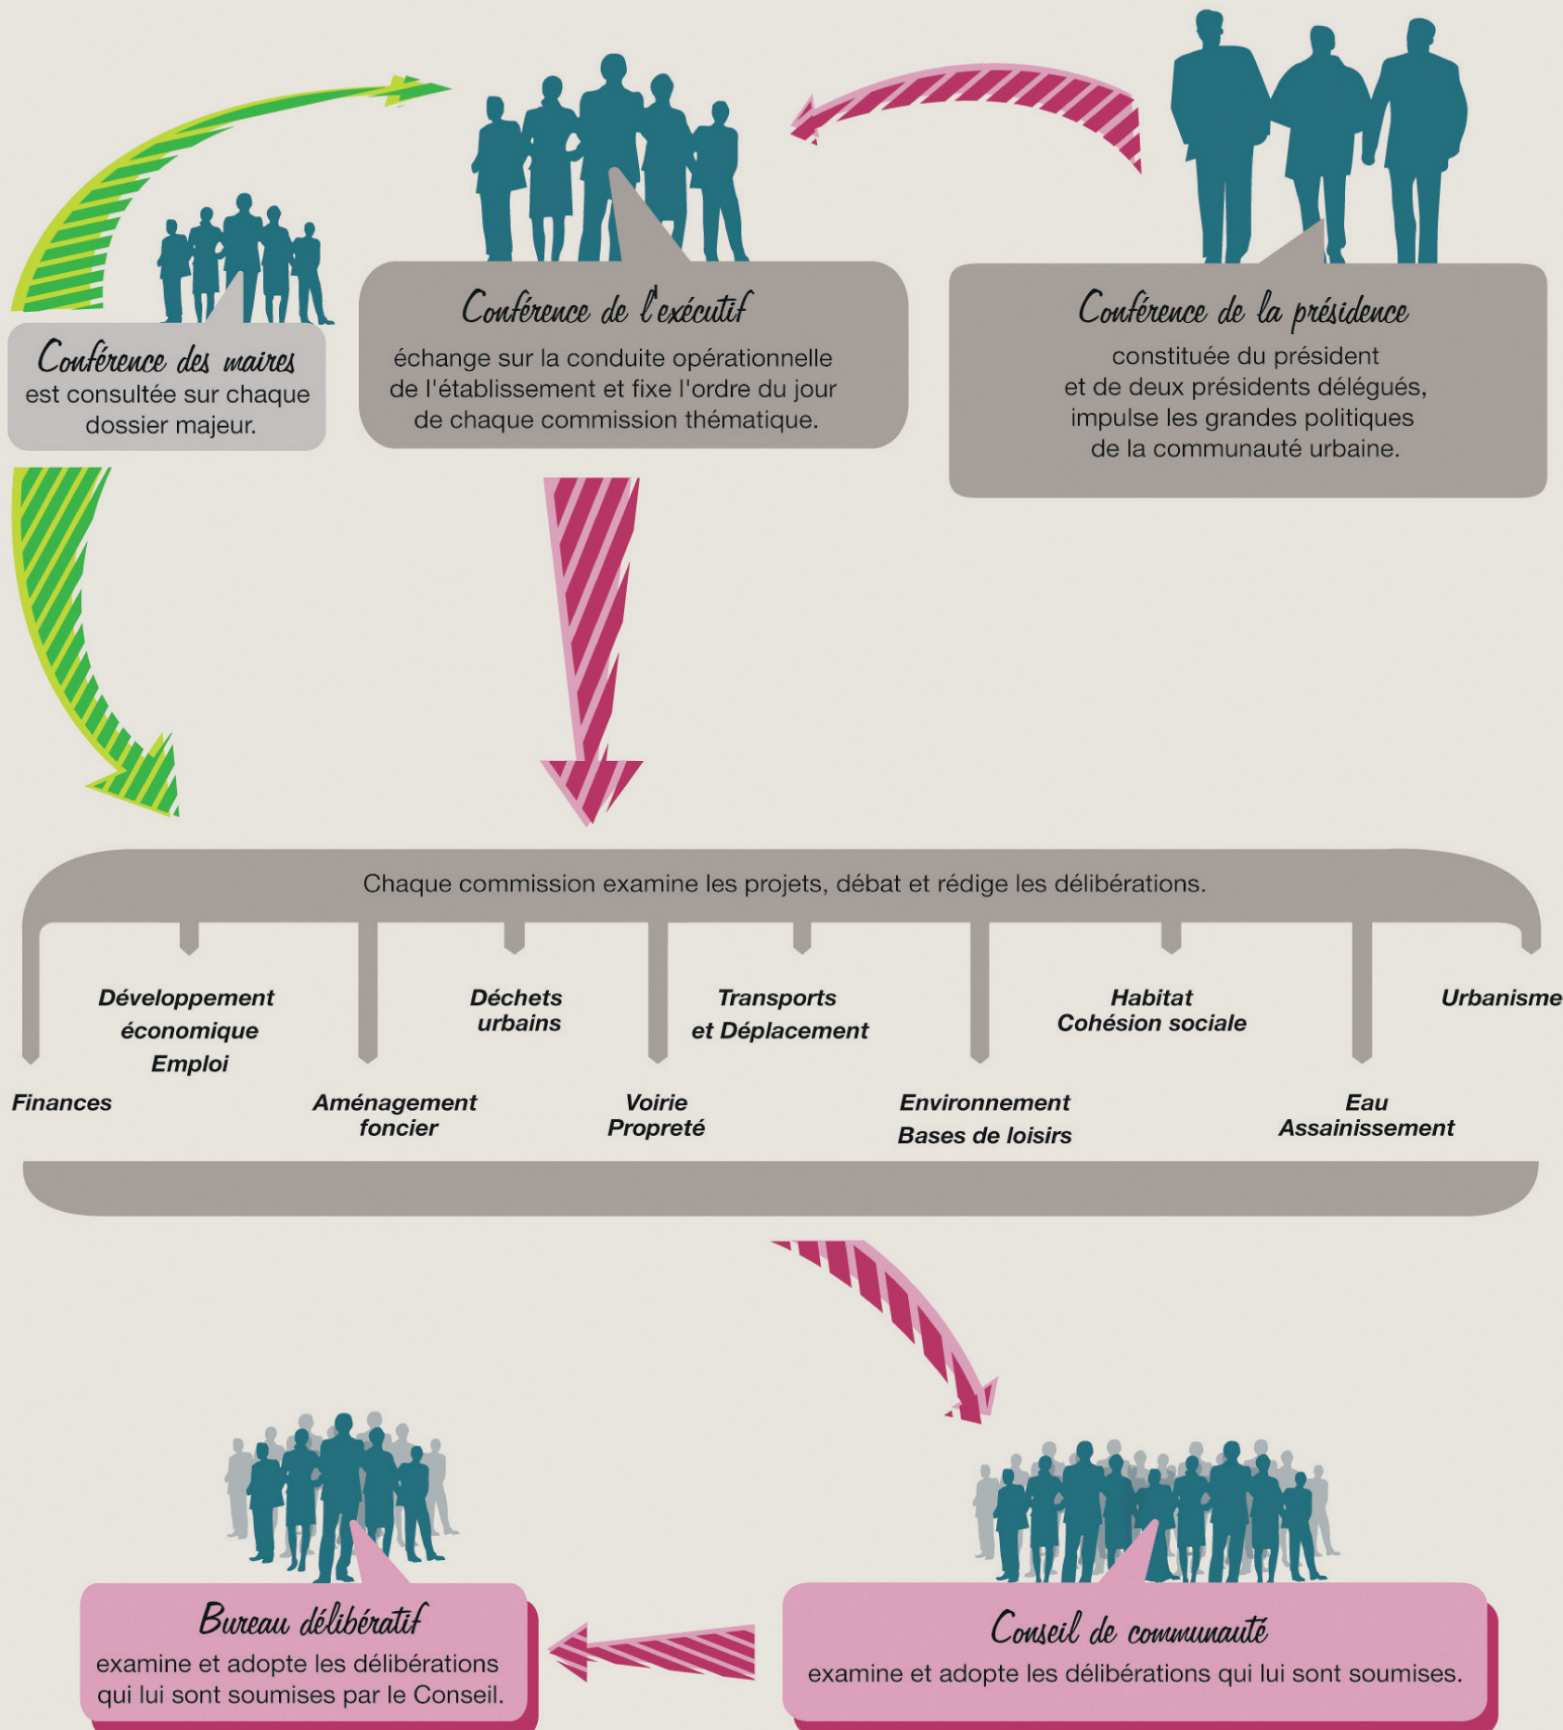 Conférence des maires
est consultée sur chaque
dossier majeur.
Conférence de l'exécutif
échange sur la conduite opérationnelle
de l'établissement et fixe l'ordre du jour
de chaque commission thématique.
Conférence de la présidence
constituée du président
et de deux présidents délégués,
impulse les grandes politiques
de la communauté urbaine.
Chaque commission examine les projets, débat et rédige les délibérations.
Finances
Développement
économique
Emploi
Aménagement
foncier
Déchets
urbains
Voirie
Propreté
Transports
et Déplacement
Environnement
Bases de loisirs
Habitat
Cohésion sociale
Eau
Assainissement
Urbanisme
Bureau délibératif
examine et adopte les délibérations
qui lui sont soumises par le Conseil.
Conseil de communauté
examine et adopte les délibérations qui lui sont soumises.